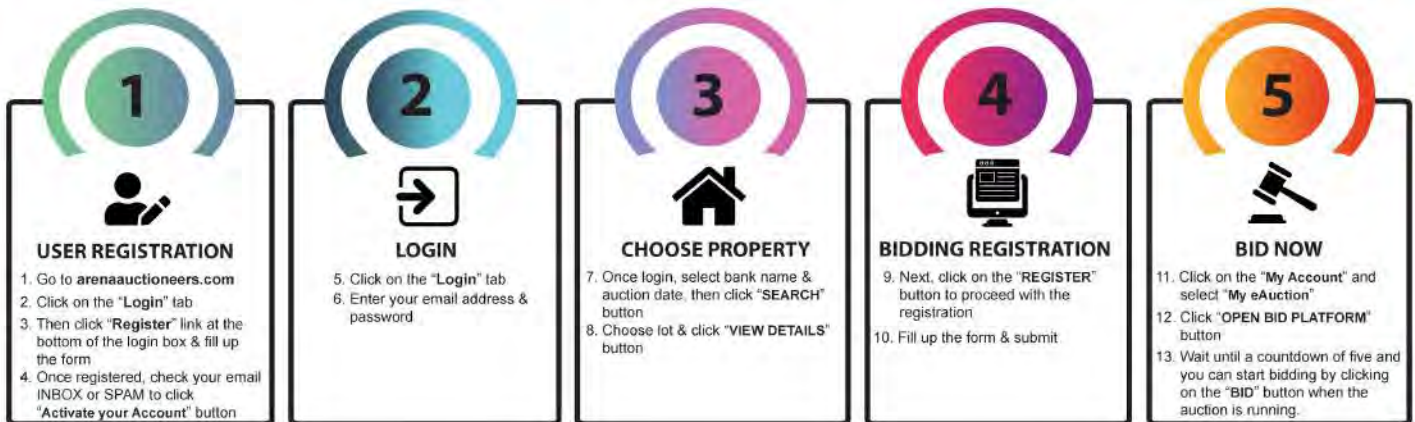 1
USER REGISTRATION
1. Go to arenaauctioneers.com
2. Click on the "Login" tab
3. Then click "Register" link at the
bottom of the login box & fill up
the form
4. Once registered, check your email
INBOX or SPAM to click
"Activate your Account" button
2
LOGIN
5. Click on the "Login" tab
6. Enter your email address &
password
3
CHOOSE PROPERTY
7. Once login, select bank name &
auction date, then click "SEARCH"
button
8. Choose lot & click "VIEW DETAILS"
button
4
BIDDING REGISTRATION
9. Next, click on the "REGISTER"
button to proceed with the
registration
10. Fill up the form & submit
5
BID NOW
11. Click on the "My Account" and
select "My eAuction"
12. Click "OPEN BID PLATFORM"
button
13. Wait until a countdown of five and
you can start bidding by clicking
on the "BID" button when the
auction is running.